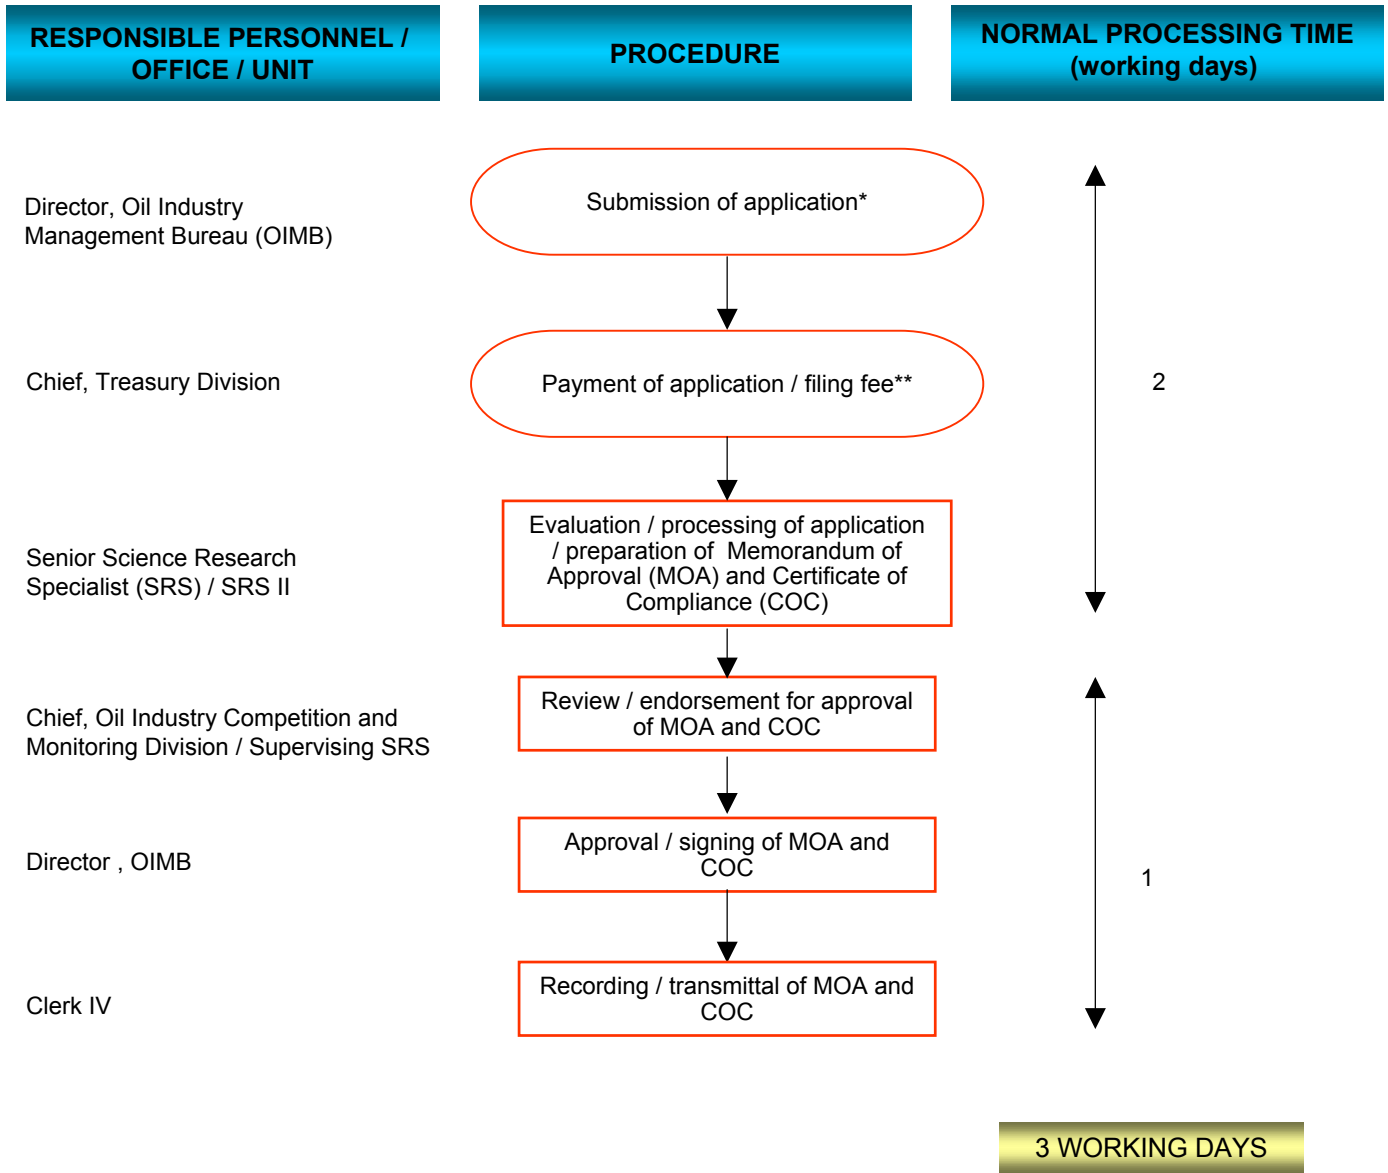 RESPONSIBLE PERSONNEL /
OFFICE / UNIT
PROCEDURE
NORMAL PROCESSING TIME
(working days)
Director, Oil Industry
Management Bureau (OIMB)
Submission of application*
Chief, Treasury Division
Payment of application / filing fee**
2
Senior Science Research
Specialist (SRS) / SRS II
Evaluation / processing of application
/ preparation of Memorandum of
Approval (MOA) and Certificate of
Compliance (COC)
Chief, Oil Industry Competition and
Monitoring Division / Supervising SRS
Review / endorsement for approval
of MOA and COC
Director , OIMB
Approval / signing of MOA and
COC
1
Clerk IV
Recording / transmittal of MOA and
COC
3 WORKING DAYS